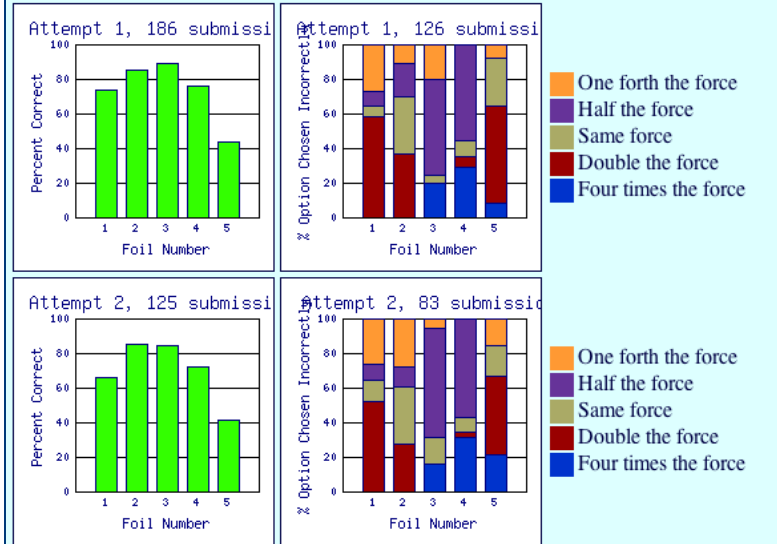 Attempt 1, 186 submissi
100
80
60
40
20
0
Percent Correct
1 2 3 4 5
Foil Number
Attempt 1, 126 submissi
100
80
60
40
20
0
% Option Chosen Incorrectly
1 2 3 4 5
Foil Number
One forth the force
Half the force
Same force
Double the force
Four times the force
Attempt 2, 125 submissi
100
80
60
40
20
0
Percent Correct
1 2 3 4 5
Foil Number
Attempt 2, 83 submissio
100
80
60
40
20
0
% Option Chosen Incorrectly
1 2 3 4 5
Foil Number
One forth the force
Half the force
Same force
Double the force
Four times the force